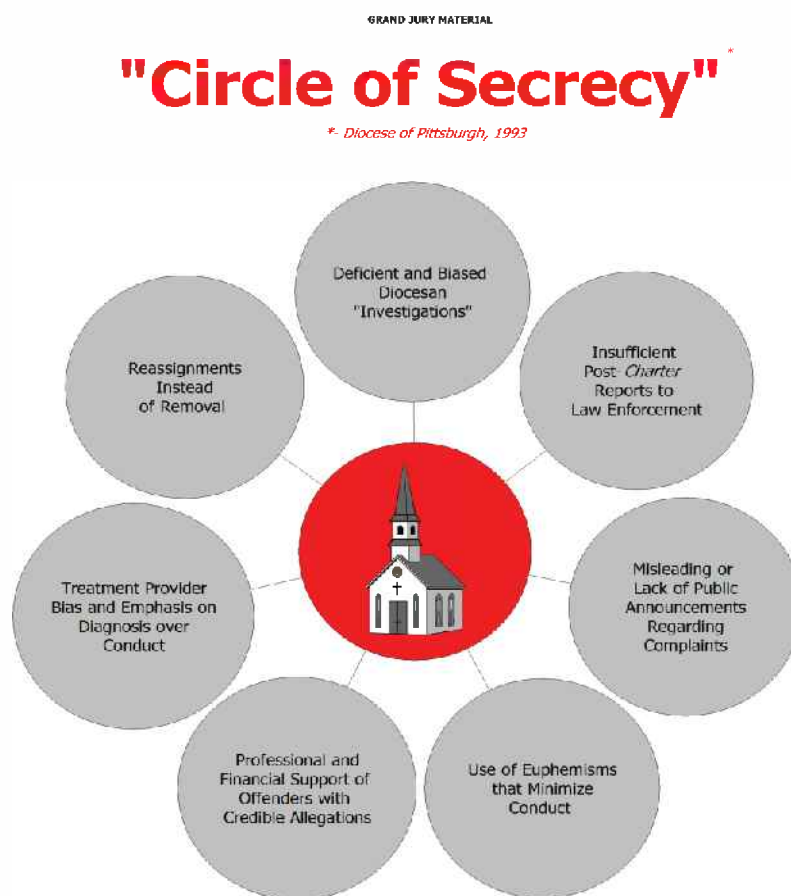 GRAND JURY MATERIAL
"Circle of Secrecy"*
*- Diocese of Pittsburgh, 1993
Deficient and Biased
Diocesan
"Investigations"
Insufficient
Post-Charter
Reports to
Law Enforcement
Misleading or
Lack of Public
Announcements
Regarding
Complaints
Use of Euphemisms
that Minimize
Conduct
Professional and
Financial Support of
Offenders with
Credible Allegations
Treatment Provider
Bias and Emphasis on
Diagnosis over
Conduct
Reassignments
Instead
of Removal